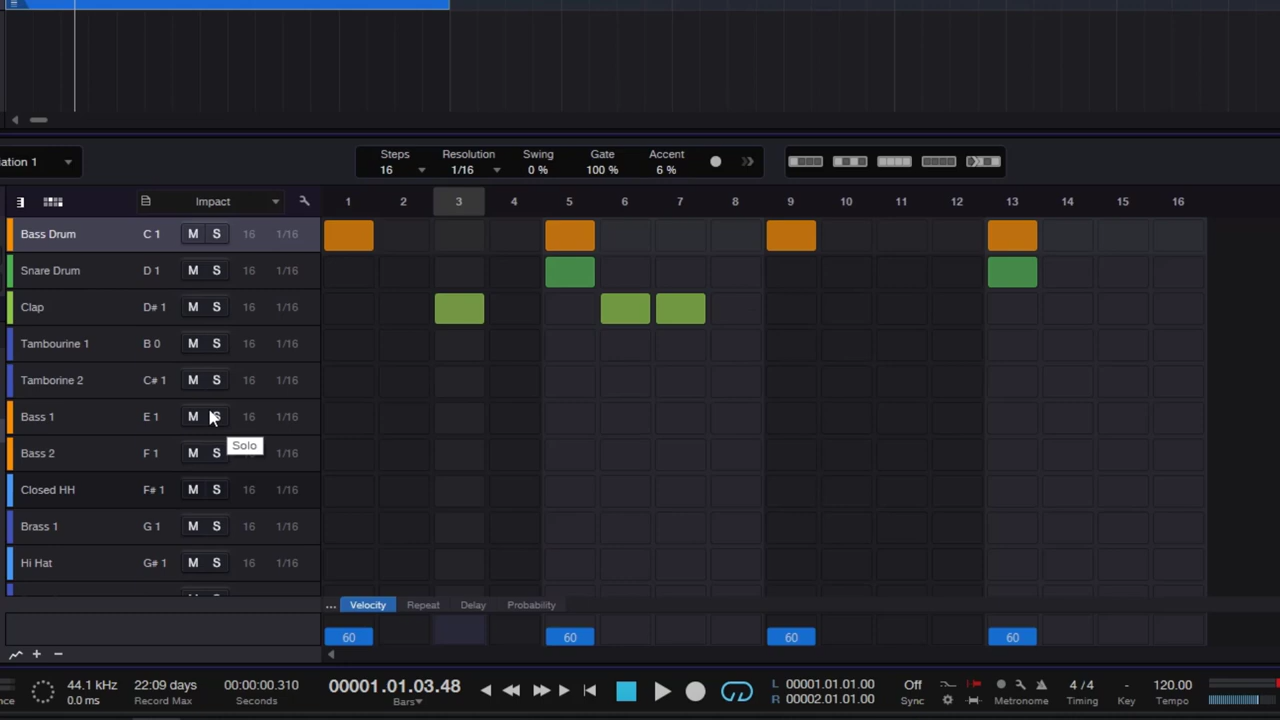 ation 1
Steps Resolution Swing Gate Accent
16 1/16 0 % 100 % 6 %
Impact 1 2 3 4 5 6 7 8 9 10 11 12 13 14 15 16
Bass Drum C 1 M S 16 1/16
Snare Drum D 1 M S 16 1/16
Clap D# 1 M S 16 1/16
Tambourine 1 B 0 M S 16 1/16
Tamborine 2 C# 1 M S 16 1/16
Bass 1 E 1 M S 16 1/16
Solo
Bass 2 F 1 M S 1/16
Closed HH F# 1 M S 16 1/16
Brass 1 G 1 M S 16 1/16
Hi Hat G# 1 M S 16 1/16
... Velocity Repeat Delay Probability
60 60 60 60
44.1 kHz 22:09 days 00:00:00.310 00001.01.03.48 L 00001.01.01.00 Off 4 / 4 - 120.00
0.0 ms Record Max Seconds Bars R 00002.01.01.00 Sync Metronome Timing Key Tempo
nce